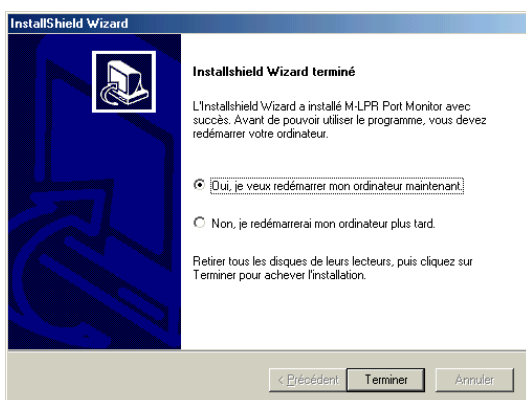 InstallShield Wizard
Installshield Wizard terminé
L'Installshield Wizard a installé M-LPR Port Monitor avec
succès. Avant de pouvoir utiliser le programme, vous devez
redémarrer votre ordinateur.
Oui, je veux redémarrer mon ordinateur maintenant.
Non, je redémarrerai mon ordinateur plus tard.
Retirer tous les disques de leurs lecteurs, puis cliquez sur
Terminer pour achever l'installation.
< Précédent
Terminer
Annuler